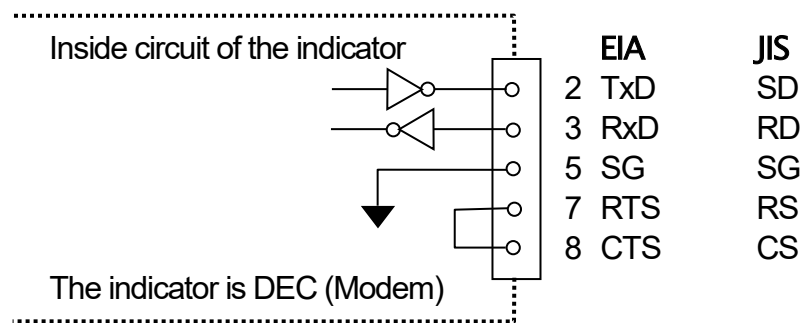 Inside circuit of the indicator EIA JIS
2 TxD SD
3 RxD RD
5 SG SG
7 RTS RS
8 CTS CS
The indicator is DEC (Modem)